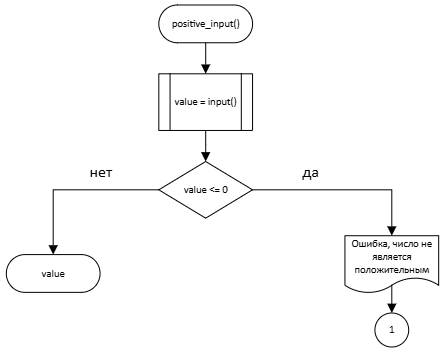 positive_input()
value = input()
нет
да
value <= 0
Ошибка, число не
является
положительным
value
1